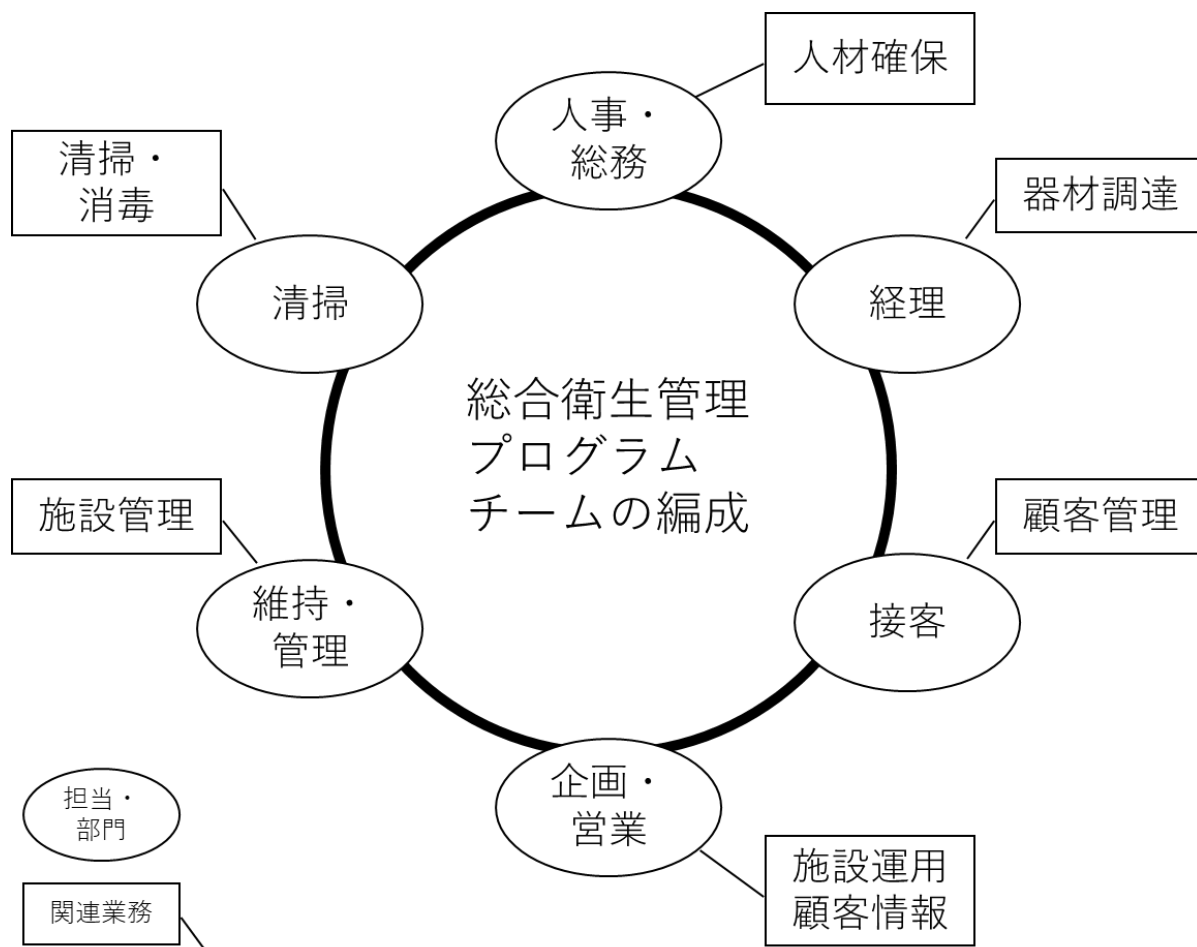 人材確保
人事・
総務
清掃・
消毒
器材調達
清掃
経理
総合衛生管理
プログラム
チームの編成
施設管理
顧客管理
維持・
管理
接客
企画・
営業
担当・
部門
施設運用
顧客情報
関連業務